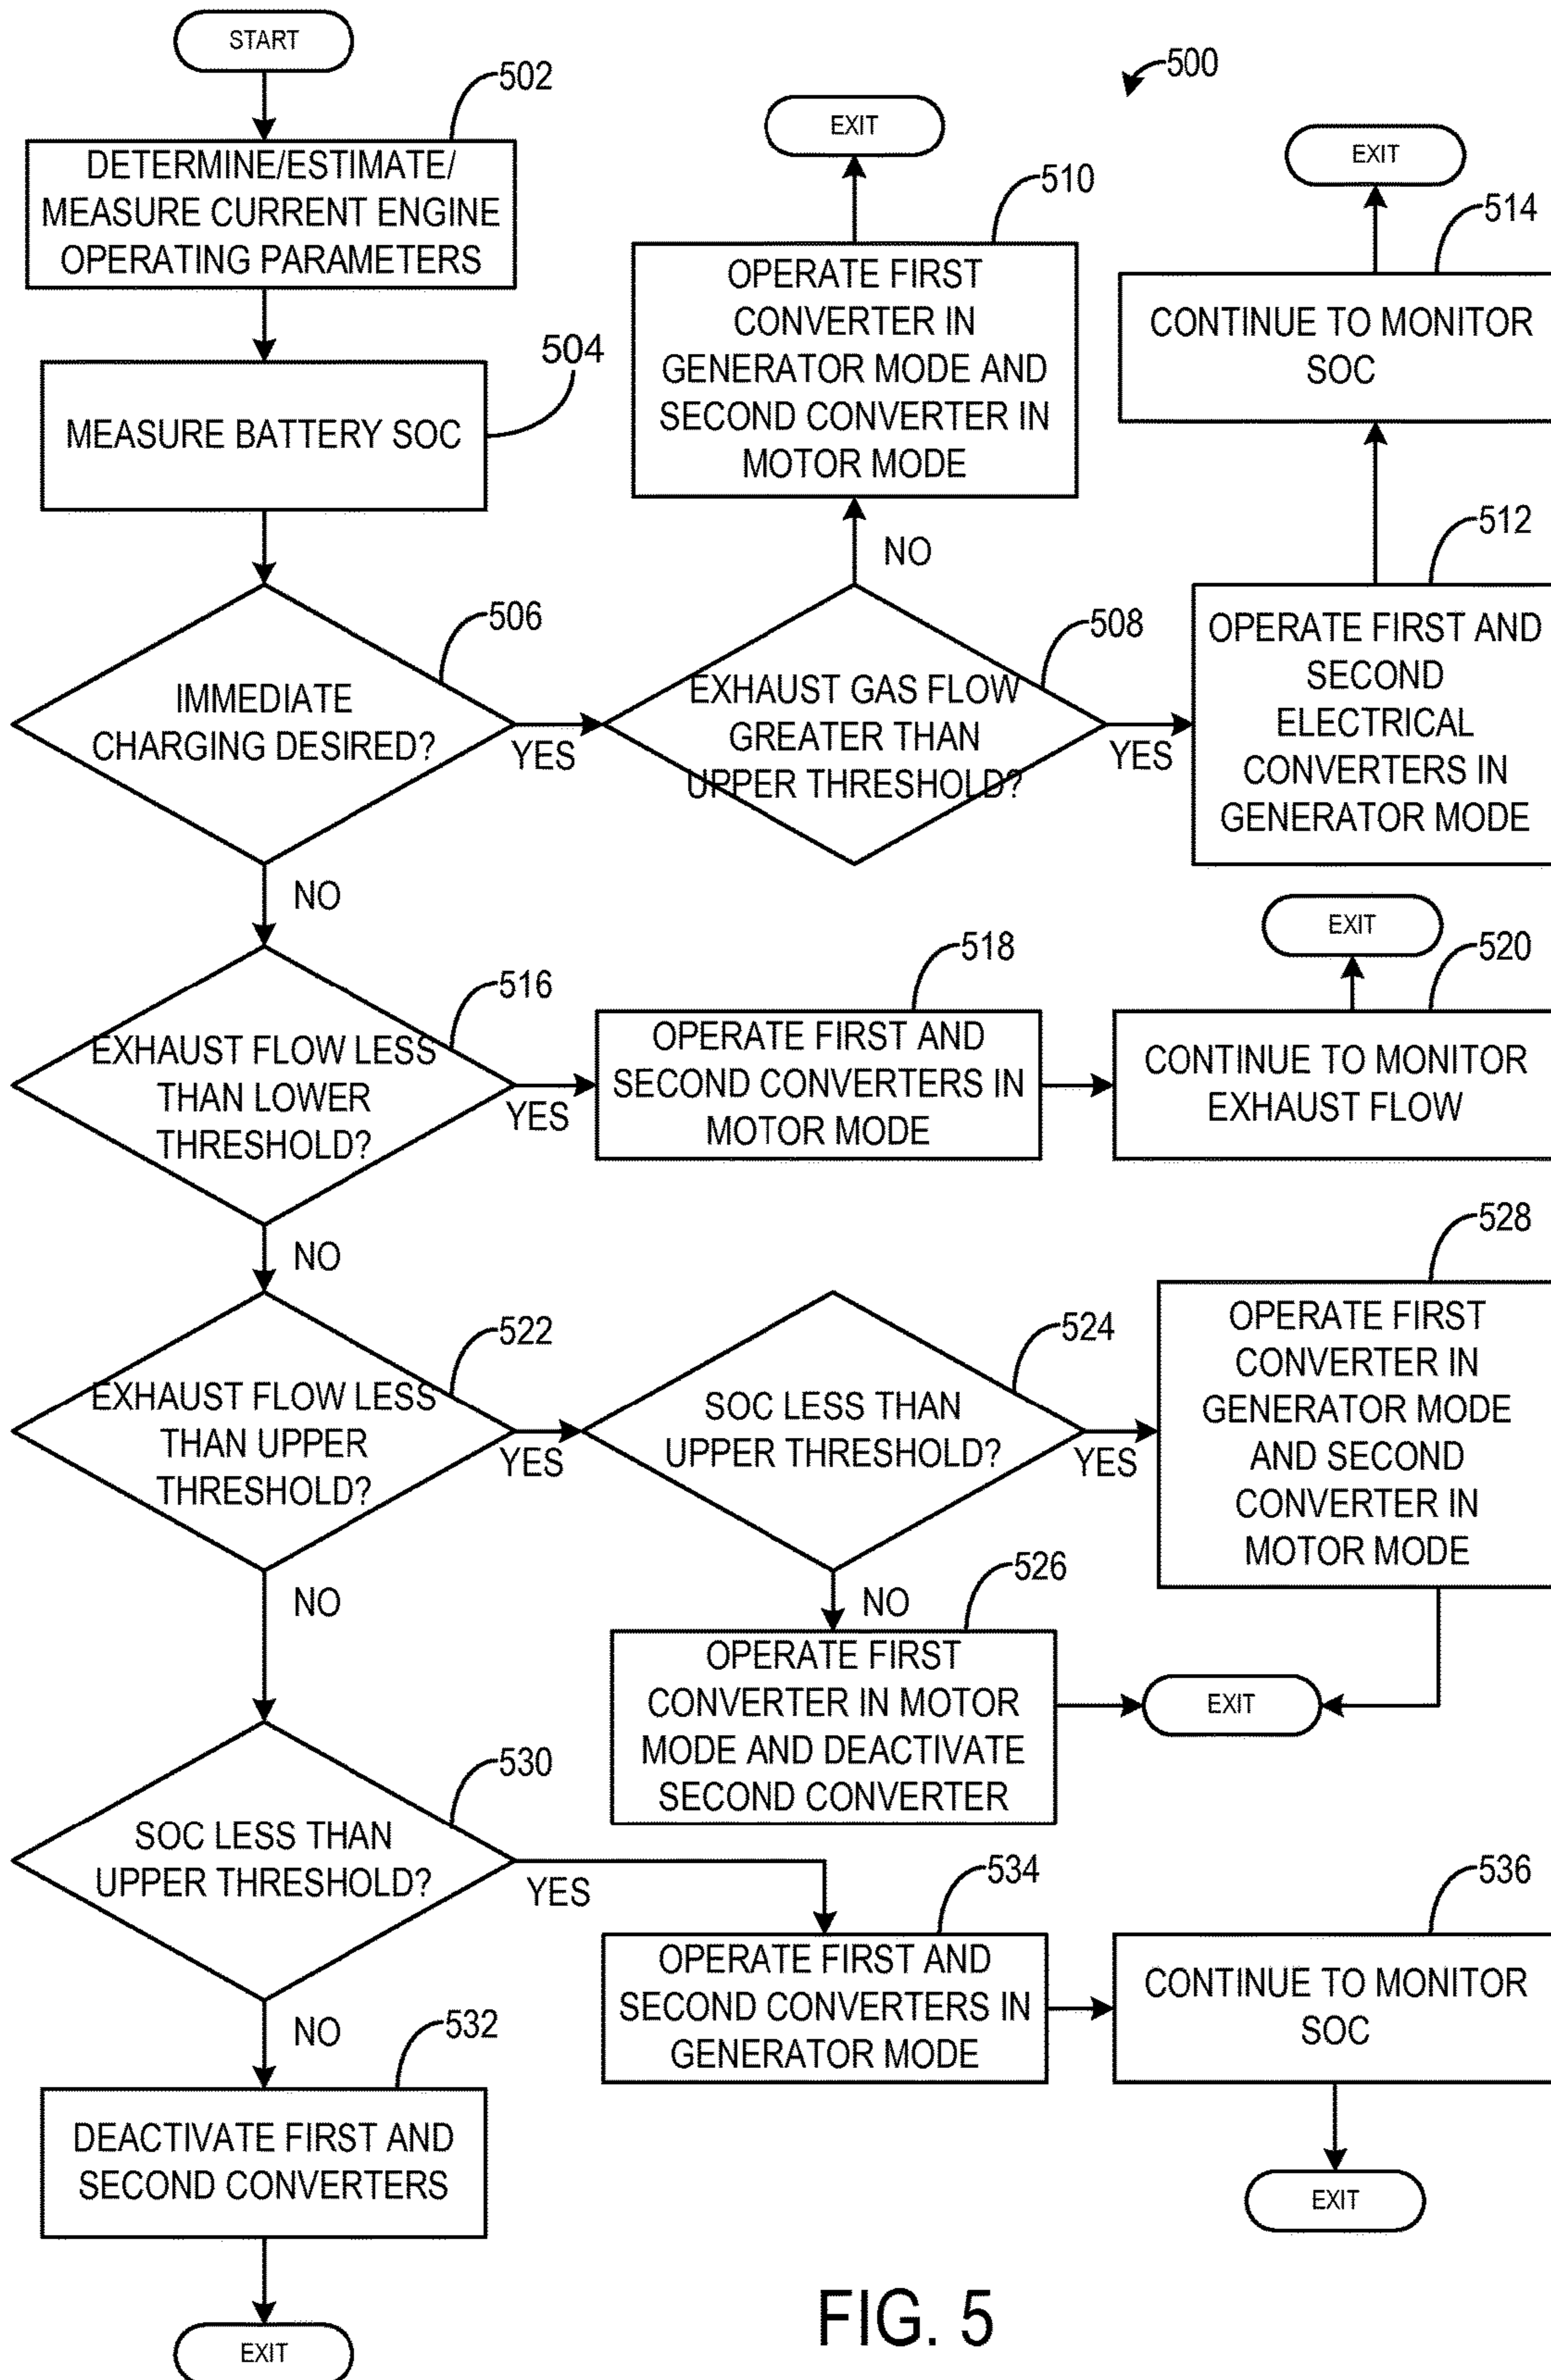 START
502
DETERMINE/ESTIMATE/
MEASURE CURRENT ENGINE
OPERATING PARAMETERS
504
MEASURE BATTERY SOC
506
IMMEDIATE
CHARGING DESIRED?
YES
NO
500
EXIT
510
OPERATE FIRST
CONVERTER IN
GENERATOR MODE AND
SECOND CONVERTER IN
MOTOR MODE
NO
508
EXHAUST GAS FLOW
GREATER THAN
UPPER THRESHOLD?
YES
EXIT
514
CONTINUE TO MONITOR
SOC
512
OPERATE FIRST AND
SECOND
ELECTRICAL
CONVERTERS IN
GENERATOR MODE
516
EXHAUST FLOW LESS
THAN LOWER
THRESHOLD?
YES
NO
518
OPERATE FIRST AND
SECOND CONVERTERS IN
MOTOR MODE
EXIT
520
CONTINUE TO MONITOR
EXHAUST FLOW
522
EXHAUST FLOW LESS
THAN UPPER
THRESHOLD?
YES
NO
524
SOC LESS THAN
UPPER THRESHOLD?
YES
NO
528
OPERATE FIRST
CONVERTER IN
GENERATOR MODE
AND SECOND
CONVERTER IN
MOTOR MODE
526
OPERATE FIRST
CONVERTER IN MOTOR
MODE AND DEACTIVATE
SECOND CONVERTER
EXIT
530
SOC LESS THAN
UPPER THRESHOLD?
YES
NO
534
OPERATE FIRST AND
SECOND CONVERTERS IN
GENERATOR MODE
536
CONTINUE TO MONITOR
SOC
EXIT
532
DEACTIVATE FIRST AND
SECOND CONVERTERS
EXIT
FIG. 5